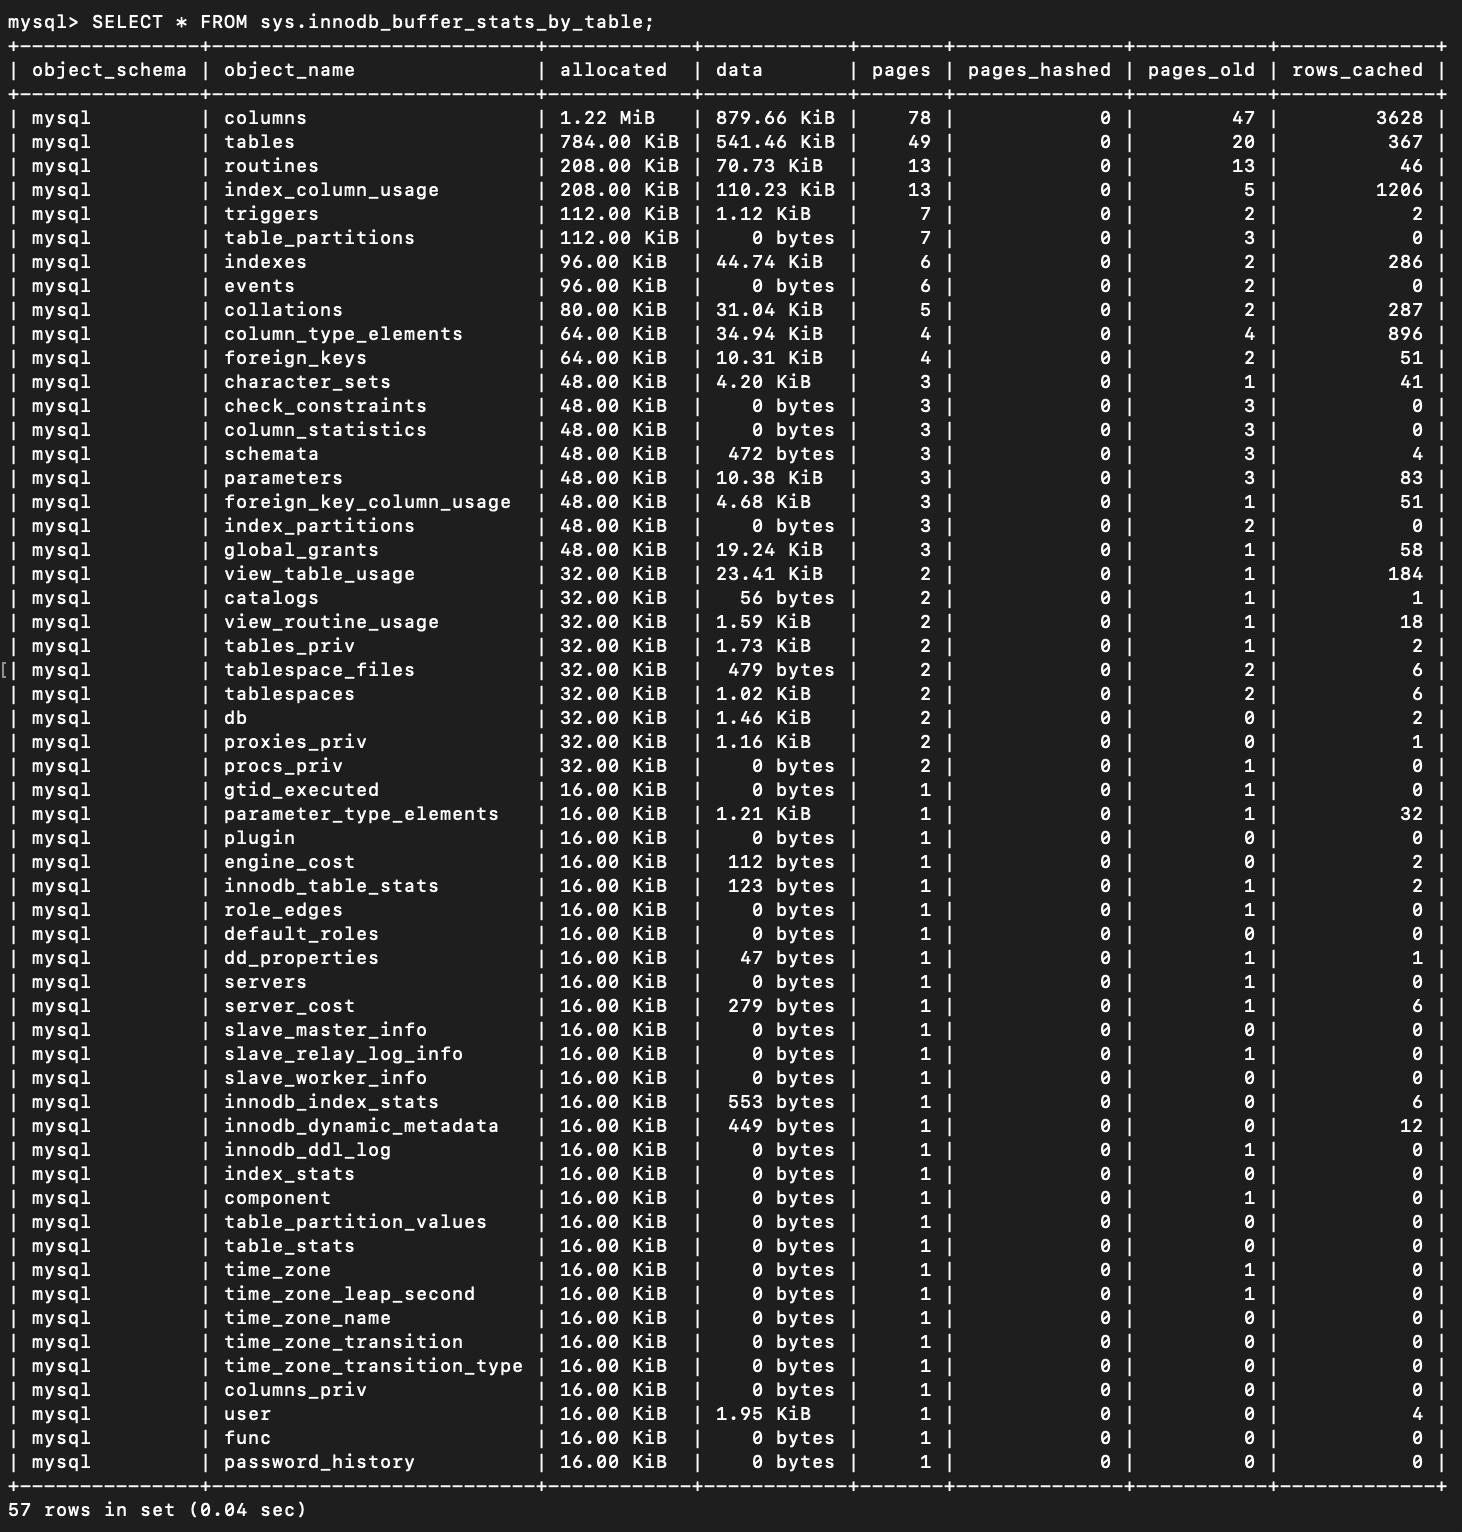 mysql> SELECT * FROM sys.innodb_buffer_stats_by_table;
+---------------+---------------------------+------------+------------+-------+--------------+-----------+-------------+
| object_schema | object_name               | allocated  | data       | pages | pages_hashed | pages_old | rows_cached |
+---------------+---------------------------+------------+------------+-------+--------------+-----------+-------------+
| mysql         | columns                   | 1.22 MiB   | 879.66 KiB |    78 |            0 |        47 |        3628 |
| mysql         | tables                    | 784.00 KiB | 541.46 KiB |    49 |            0 |        20 |         367 |
| mysql         | routines                  | 208.00 KiB | 70.73 KiB  |    13 |            0 |        13 |          46 |
| mysql         | index_column_usage        | 208.00 KiB | 110.23 KiB |    13 |            0 |         5 |        1206 |
| mysql         | triggers                  | 112.00 KiB | 1.12 KiB   |     7 |            0 |         2 |           2 |
| mysql         | table_partitions          | 112.00 KiB |    0 bytes |     7 |            0 |         3 |           0 |
| mysql         | indexes                   | 96.00 KiB  | 44.74 KiB  |     6 |            0 |         2 |         286 |
| mysql         | events                    | 96.00 KiB  |    0 bytes |     6 |            0 |         2 |           0 |
| mysql         | collations                | 80.00 KiB  | 31.04 KiB  |     5 |            0 |         2 |         287 |
| mysql         | column_type_elements      | 64.00 KiB  | 34.94 KiB  |     4 |            0 |         4 |         896 |
| mysql         | foreign_keys              | 64.00 KiB  | 10.31 KiB  |     4 |            0 |         2 |          51 |
| mysql         | character_sets            | 48.00 KiB  | 4.20 KiB   |     3 |            0 |         1 |          41 |
| mysql         | check_constraints         | 48.00 KiB  |    0 bytes |     3 |            0 |         3 |           0 |
| mysql         | column_statistics         | 48.00 KiB  |    0 bytes |     3 |            0 |         3 |           0 |
| mysql         | schemata                  | 48.00 KiB  |  472 bytes |     3 |            0 |         3 |           4 |
| mysql         | parameters                | 48.00 KiB  | 10.38 KiB  |     3 |            0 |         3 |          83 |
| mysql         | foreign_key_column_usage  | 48.00 KiB  | 4.68 KiB   |     3 |            0 |         1 |          51 |
| mysql         | index_partitions          | 48.00 KiB  |    0 bytes |     3 |            0 |         2 |           0 |
| mysql         | global_grants             | 48.00 KiB  | 19.24 KiB  |     3 |            0 |         1 |          58 |
| mysql         | view_table_usage          | 32.00 KiB  | 23.41 KiB  |     2 |            0 |         1 |         184 |
| mysql         | catalogs                  | 32.00 KiB  |   56 bytes |     2 |            0 |         1 |           1 |
| mysql         | view_routine_usage        | 32.00 KiB  | 1.59 KiB   |     2 |            0 |         1 |          18 |
| mysql         | tables_priv               | 32.00 KiB  | 1.73 KiB   |     2 |            0 |         1 |           2 |
[| mysql         | tablespace_files          | 32.00 KiB  |  479 bytes |     2 |            0 |         2 |           6 |
| mysql         | tablespaces               | 32.00 KiB  | 1.02 KiB   |     2 |            0 |         2 |           6 |
| mysql         | db                        | 32.00 KiB  | 1.46 KiB   |     2 |            0 |         0 |           2 |
| mysql         | proxies_priv              | 32.00 KiB  | 1.16 KiB   |     2 |            0 |         0 |           1 |
| mysql         | procs_priv                | 32.00 KiB  |    0 bytes |     2 |            0 |         1 |           0 |
| mysql         | gtid_executed             | 16.00 KiB  |    0 bytes |     1 |            0 |         1 |           0 |
| mysql         | parameter_type_elements   | 16.00 KiB  | 1.21 KiB   |     1 |            0 |         1 |          32 |
| mysql         | plugin                    | 16.00 KiB  |    0 bytes |     1 |            0 |         0 |           0 |
| mysql         | engine_cost               | 16.00 KiB  |  112 bytes |     1 |            0 |         0 |           2 |
| mysql         | innodb_table_stats        | 16.00 KiB  |  123 bytes |     1 |            0 |         1 |           2 |
| mysql         | role_edges                | 16.00 KiB  |    0 bytes |     1 |            0 |         1 |           0 |
| mysql         | default_roles             | 16.00 KiB  |    0 bytes |     1 |            0 |         0 |           0 |
| mysql         | dd_properties             | 16.00 KiB  |   47 bytes |     1 |            0 |         1 |           1 |
| mysql         | servers                   | 16.00 KiB  |    0 bytes |     1 |            0 |         1 |           0 |
| mysql         | server_cost               | 16.00 KiB  |  279 bytes |     1 |            0 |         1 |           6 |
| mysql         | slave_master_info         | 16.00 KiB  |    0 bytes |     1 |            0 |         0 |           0 |
| mysql         | slave_relay_log_info      | 16.00 KiB  |    0 bytes |     1 |            0 |         1 |           0 |
| mysql         | slave_worker_info         | 16.00 KiB  |    0 bytes |     1 |            0 |         0 |           0 |
| mysql         | innodb_index_stats        | 16.00 KiB  |  553 bytes |     1 |            0 |         0 |           6 |
| mysql         | innodb_dynamic_metadata   | 16.00 KiB  |  449 bytes |     1 |            0 |         0 |          12 |
| mysql         | innodb_ddl_log            | 16.00 KiB  |    0 bytes |     1 |            0 |         1 |           0 |
| mysql         | index_stats               | 16.00 KiB  |    0 bytes |     1 |            0 |         0 |           0 |
| mysql         | component                 | 16.00 KiB  |    0 bytes |     1 |            0 |         1 |           0 |
| mysql         | table_partition_values    | 16.00 KiB  |    0 bytes |     1 |            0 |         0 |           0 |
| mysql         | table_stats               | 16.00 KiB  |    0 bytes |     1 |            0 |         0 |           0 |
| mysql         | time_zone                 | 16.00 KiB  |    0 bytes |     1 |            0 |         1 |           0 |
| mysql         | time_zone_leap_second     | 16.00 KiB  |    0 bytes |     1 |            0 |         1 |           0 |
| mysql         | time_zone_name            | 16.00 KiB  |    0 bytes |     1 |            0 |         0 |           0 |
| mysql         | time_zone_transition      | 16.00 KiB  |    0 bytes |     1 |            0 |         0 |           0 |
| mysql         | time_zone_transition_type | 16.00 KiB  |    0 bytes |     1 |            0 |         0 |           0 |
| mysql         | columns_priv              | 16.00 KiB  |    0 bytes |     1 |            0 |         0 |           0 |
| mysql         | user                      | 16.00 KiB  | 1.95 KiB   |     1 |            0 |         0 |           4 |
| mysql         | func                      | 16.00 KiB  |    0 bytes |     1 |            0 |         0 |           0 |
| mysql         | password_history          | 16.00 KiB  |    0 bytes |     1 |            0 |         0 |           0 |
+---------------+---------------------------+------------+------------+-------+--------------+-----------+-------------+
57 rows in set (0.04 sec)